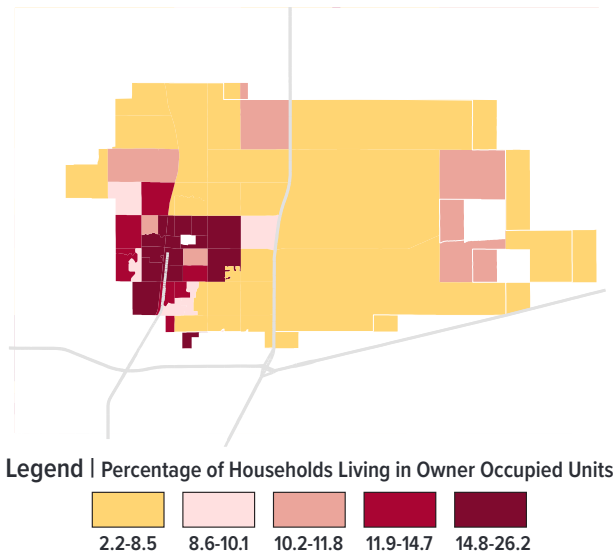 Legend | Percentage of Households Living in Owner Occupied Units
2.2-8.5 8.6-10.1 10.2-11.8 11.9-14.7 14.8-26.2